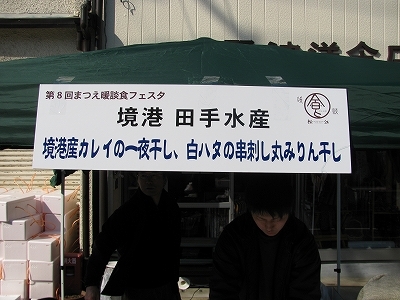 第8回まつえ暖談食フェスタ
境港 田手水産
境港産カレイの一夜干し、白ハタの串刺し丸みりん干し
食